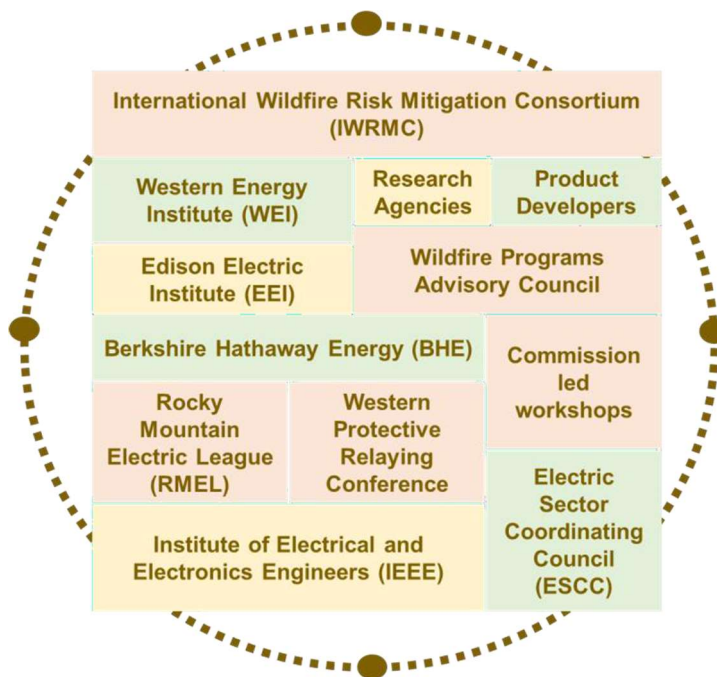 International Wildfire Risk Mitigation Consortium
(IWRMC)
Western Energy
Institute (WEI)
Research
Agencies
Product
Developers
Edison Electric
Institute (EEI)
Wildfire Programs
Advisory Council
Berkshire Hathaway Energy (BHE)
Commission
led
workshops
Rocky
Mountain
Electric League
(RMEL)
Western
Protective
Relaying
Conference
Electric
Sector
Coordinating
Council
(ESCC)
Institute of Electrical and
Electronics Engineers (IEEE)